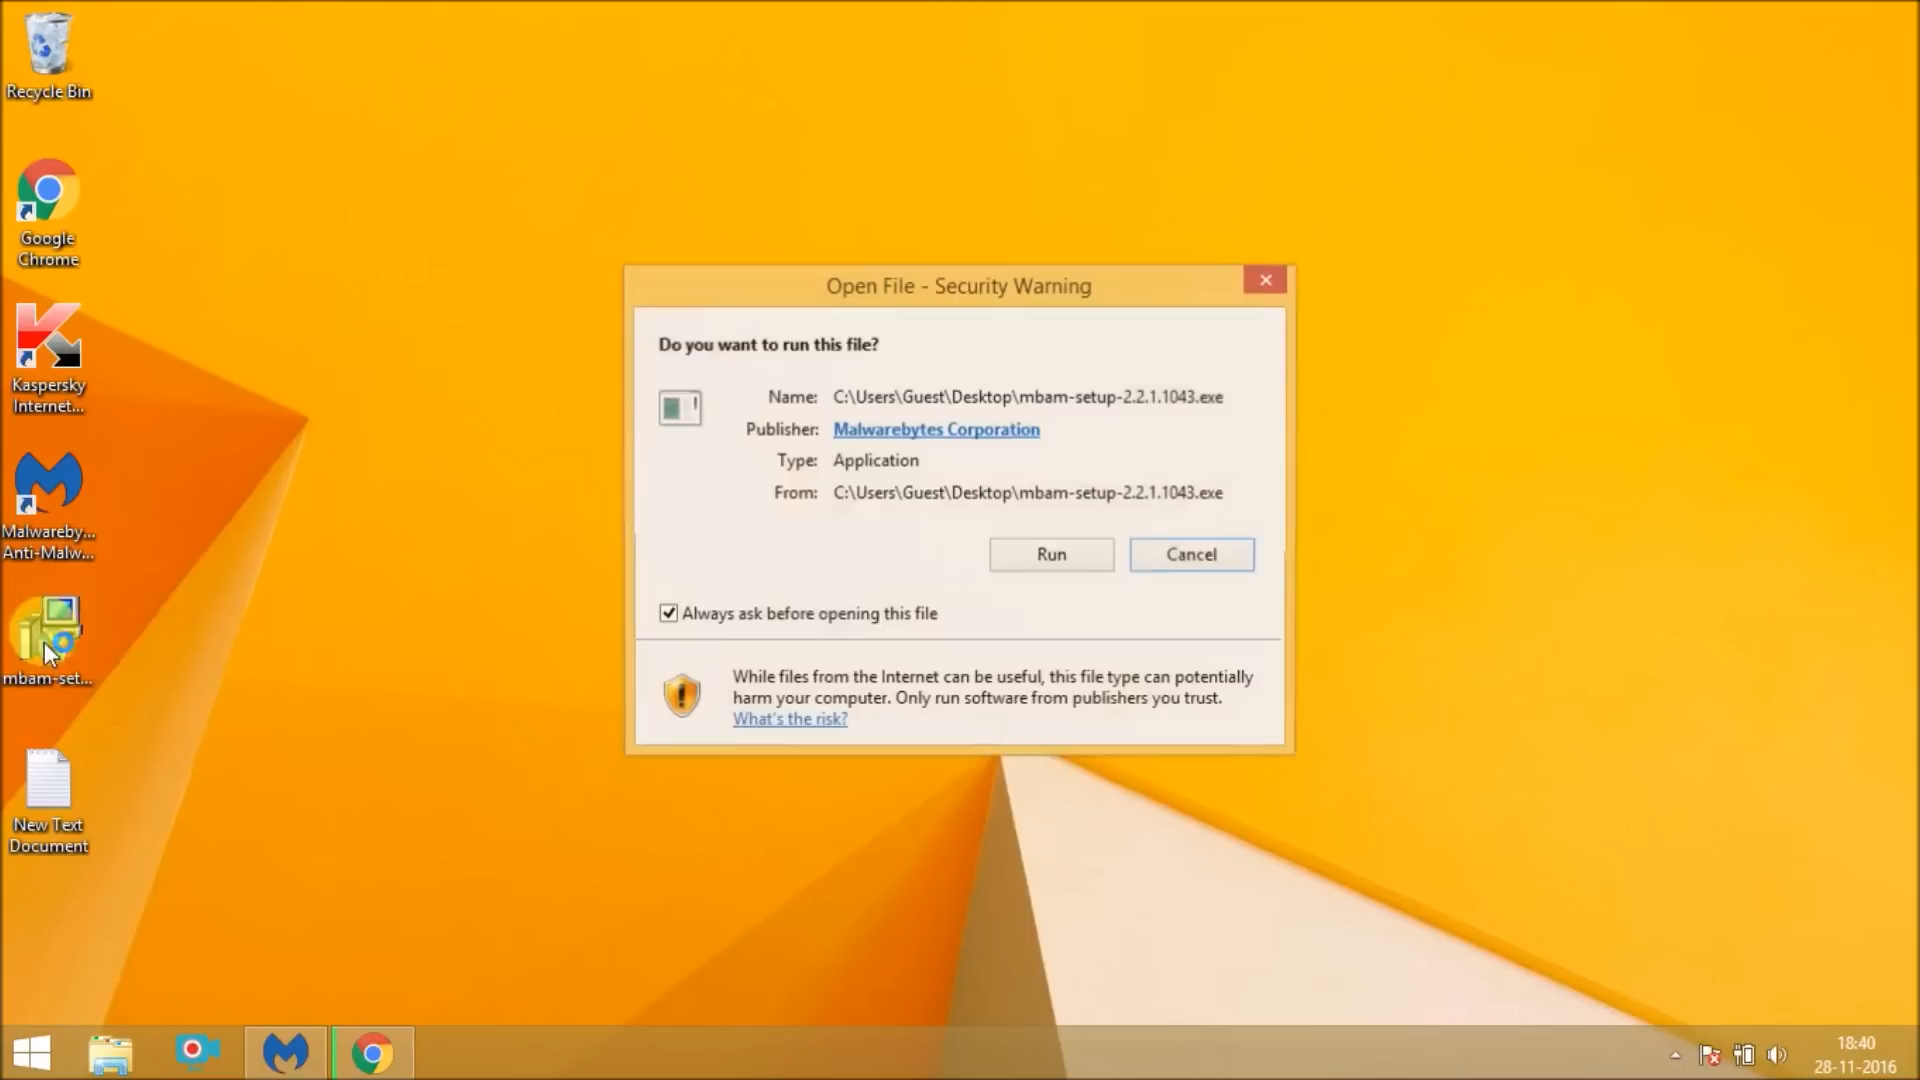 Recycle Bin
Google
Chrome
Kaspersky
Internet...
Malwareby...
Anti-Malw...
mbam-set...
New Text
Document
Open File - Security Warning
Do you want to run this file?
Name: C:\Users\Guest\Desktop\mbam-setup-2.2.1.1043.exe
Publisher: Malwarebytes Corporation
Type: Application
From: C:\Users\Guest\Desktop\mbam-setup-2.2.1.1043.exe
Run Cancel
Always ask before opening this file
While files from the Internet can be useful, this file type can potentially
harm your computer. Only run software from publishers you trust.
What's the risk?
18:40
28-11-2016